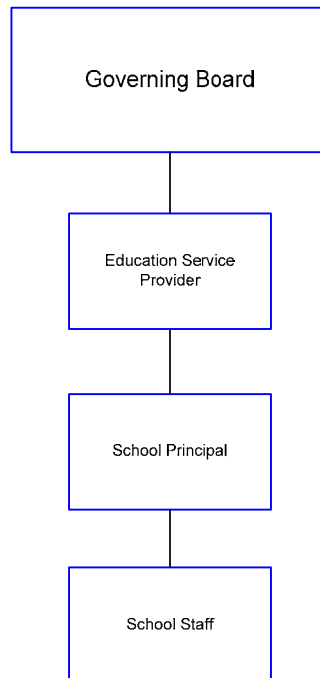 Governing Board
Education Service
Provider
School Principal
School Staff